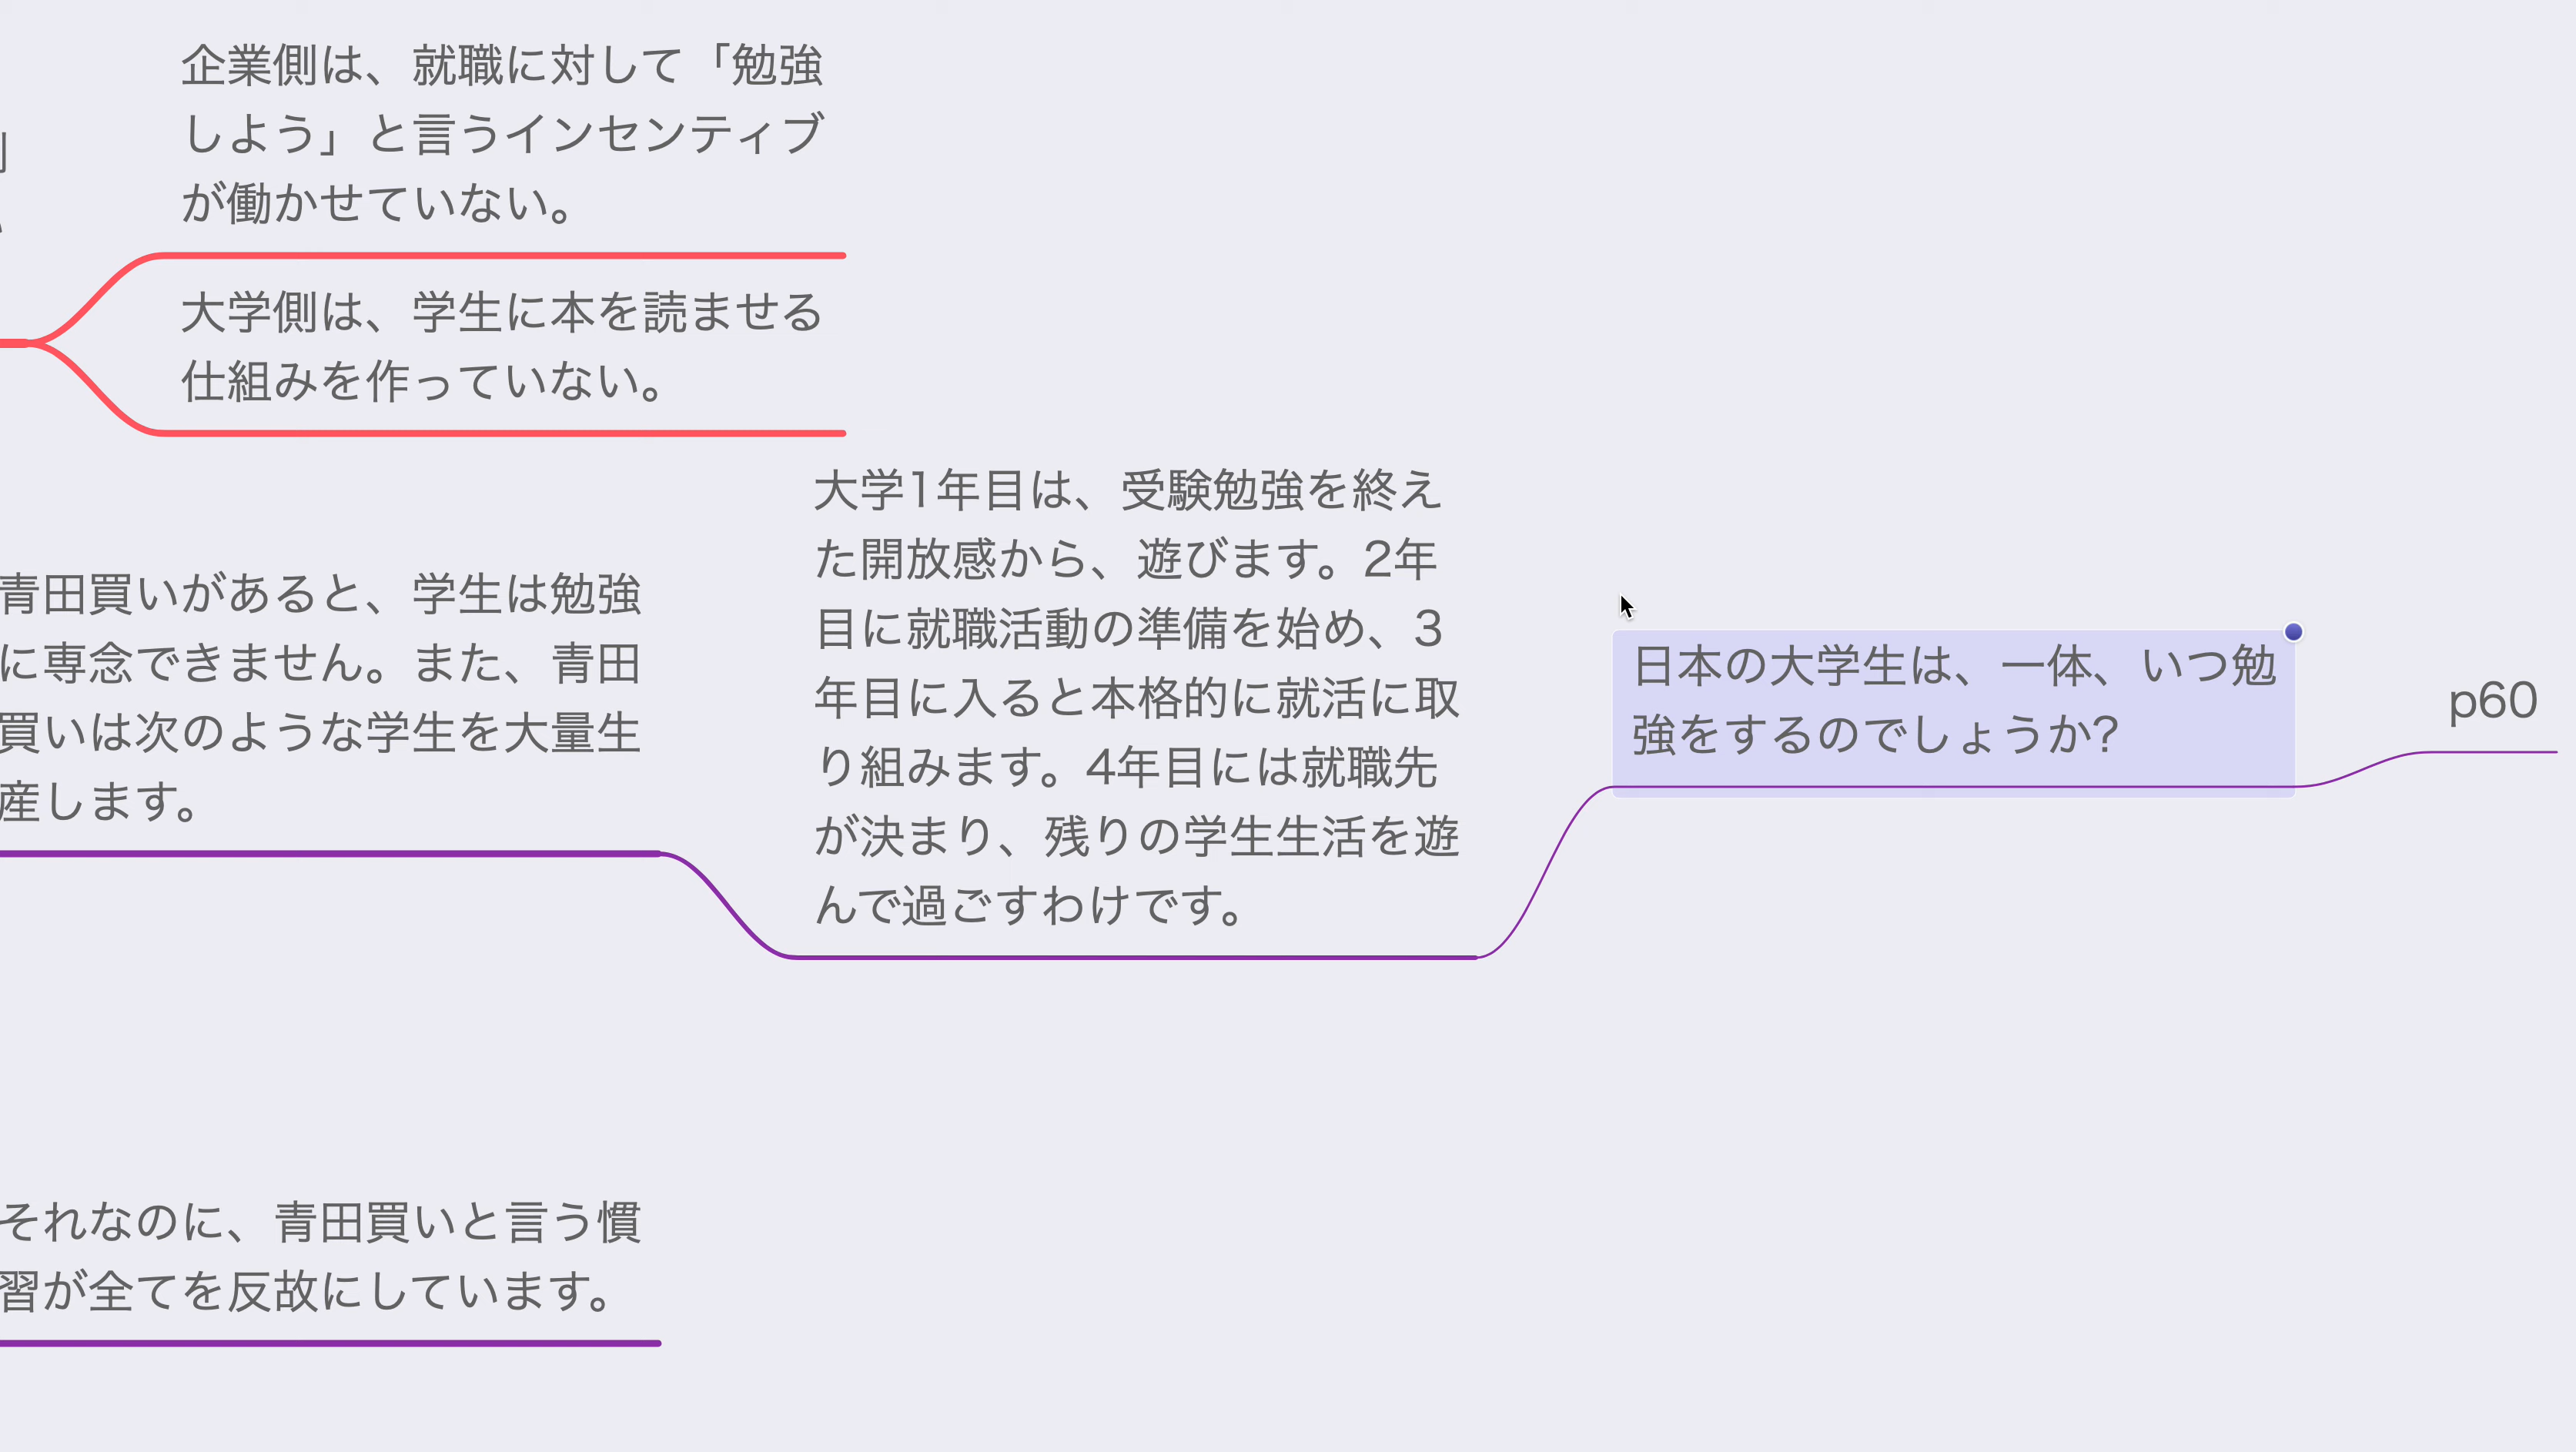 企業側は、就職に対して「勉強
しよう」と言うインセンティブ
が働かせていない。
大学側は、学生に本を読ませる
仕組みを作っていない。
青田買いがあると、学生は勉強
に専念できません。また、青田
買いは次のような学生を大量生
産します。
大学1年目は、受験勉強を終え
た開放感から、遊びます。2年
目に就職活動の準備を始め、3
年目に入ると本格的に就活に取
り組みます。4年目には就職先
が決まり、残りの学生生活を遊
んで過ごすわけです。
日本の大学生は、一体、いつ勉
強をするのでしょうか？
p60
それなのに、青田買いと言う慣
習が全てを反故にしています。